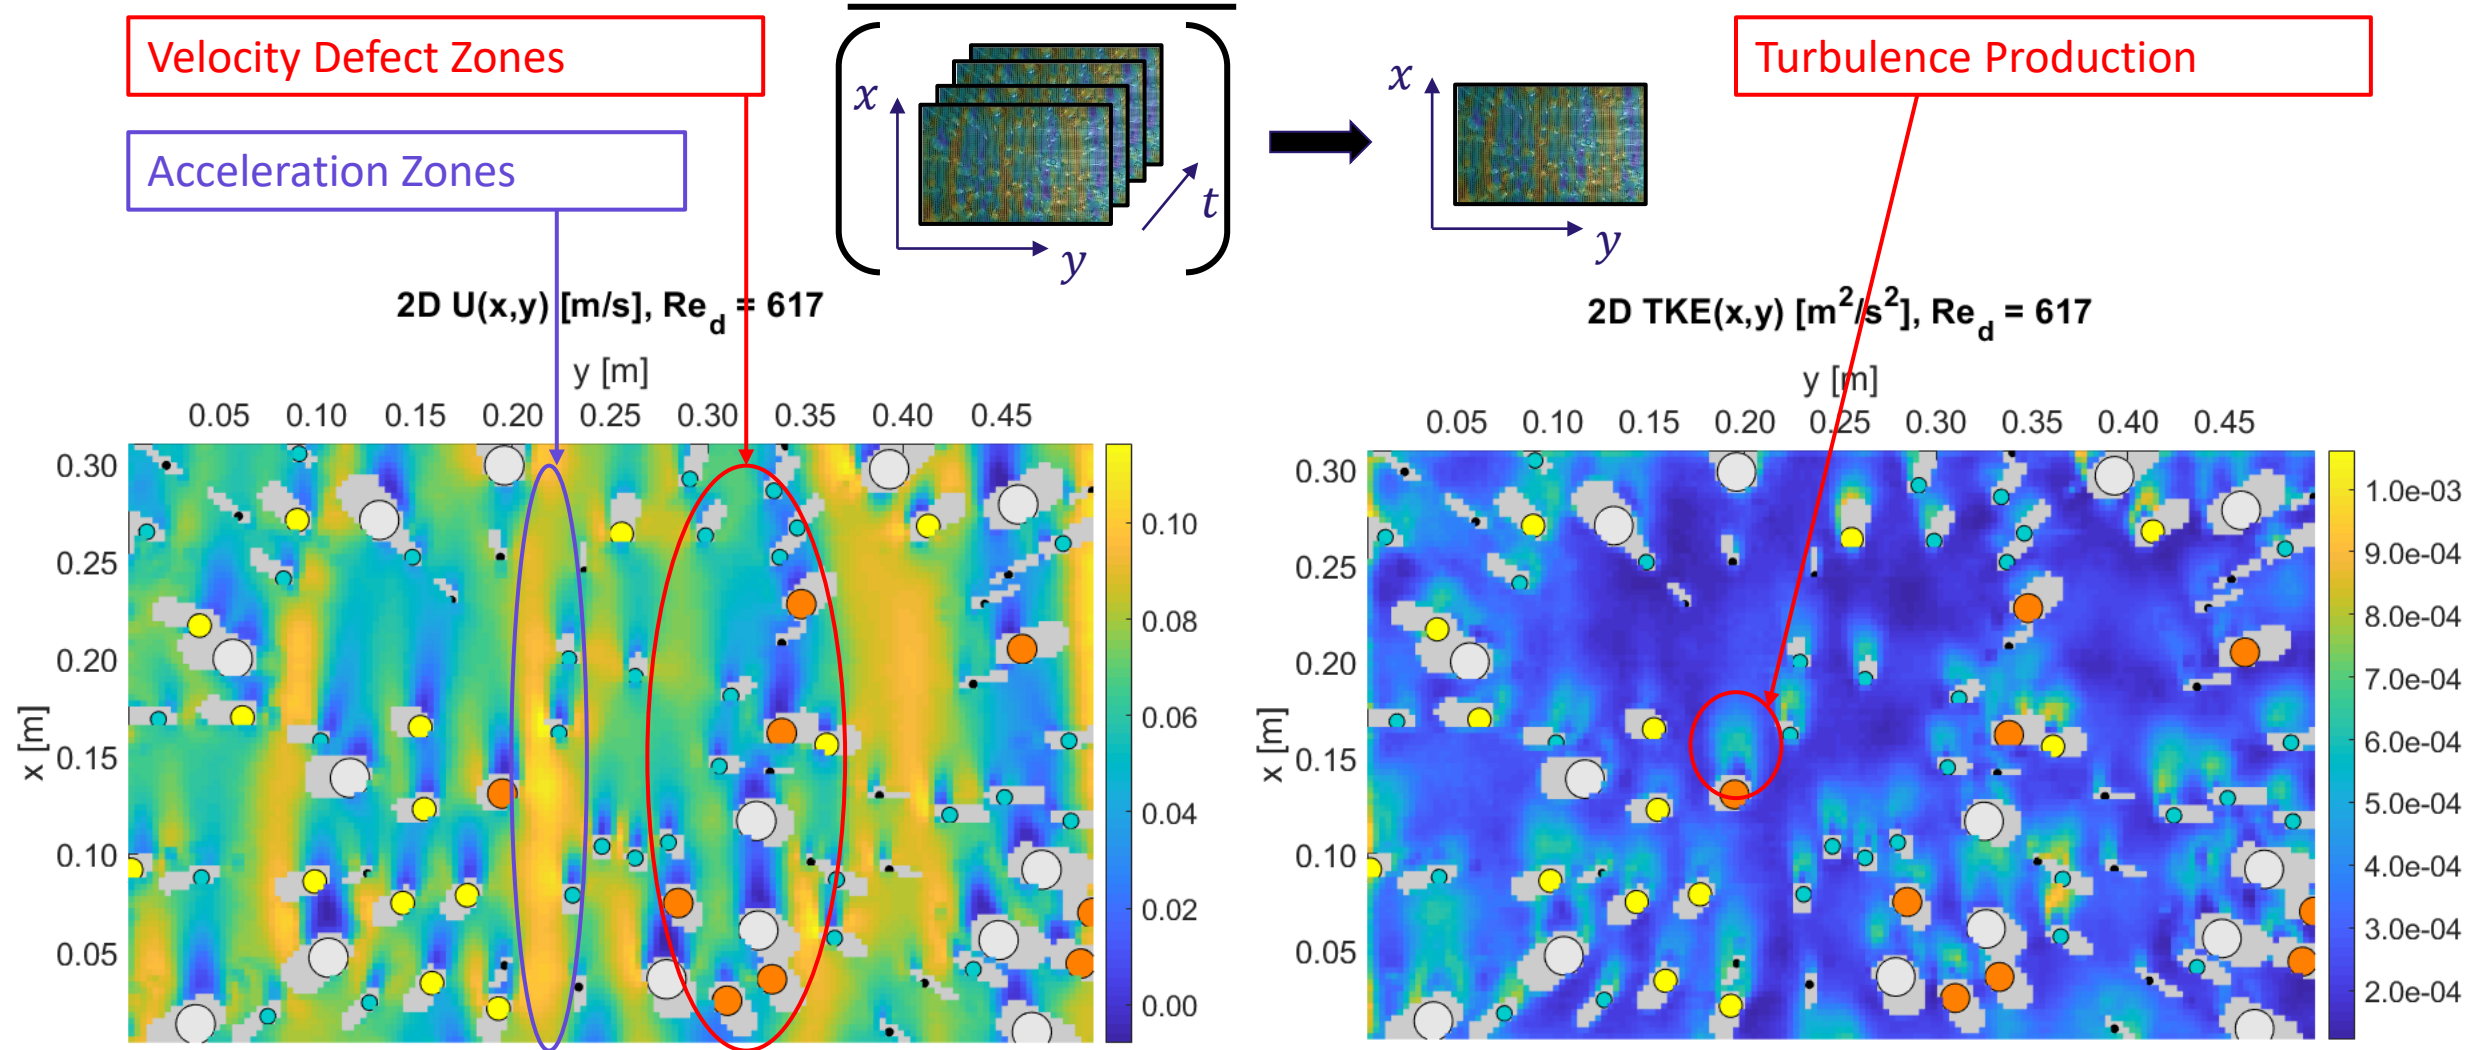 Velocity Defect Zones
Acceleration Zones
x
y
t
x
y
Turbulence Production
2D U(x,y) [m/s], Re_d = 617
y [m]
0.05 0.10 0.15 0.20 0.25 0.30 0.35 0.40 0.45
x [m]
0.30
0.25
0.20
0.15
0.10
0.05
0.10
0.08
0.06
0.04
0.02
0.00
2D TKE(x,y) [m²/s²], Re_d = 617
y [m]
0.05 0.10 0.15 0.20 0.25 0.30 0.35 0.40 0.45
x [m]
0.30
0.25
0.20
0.15
0.10
0.05
1.0e-03
9.0e-04
8.0e-04
7.0e-04
6.0e-04
5.0e-04
4.0e-04
3.0e-04
2.0e-04